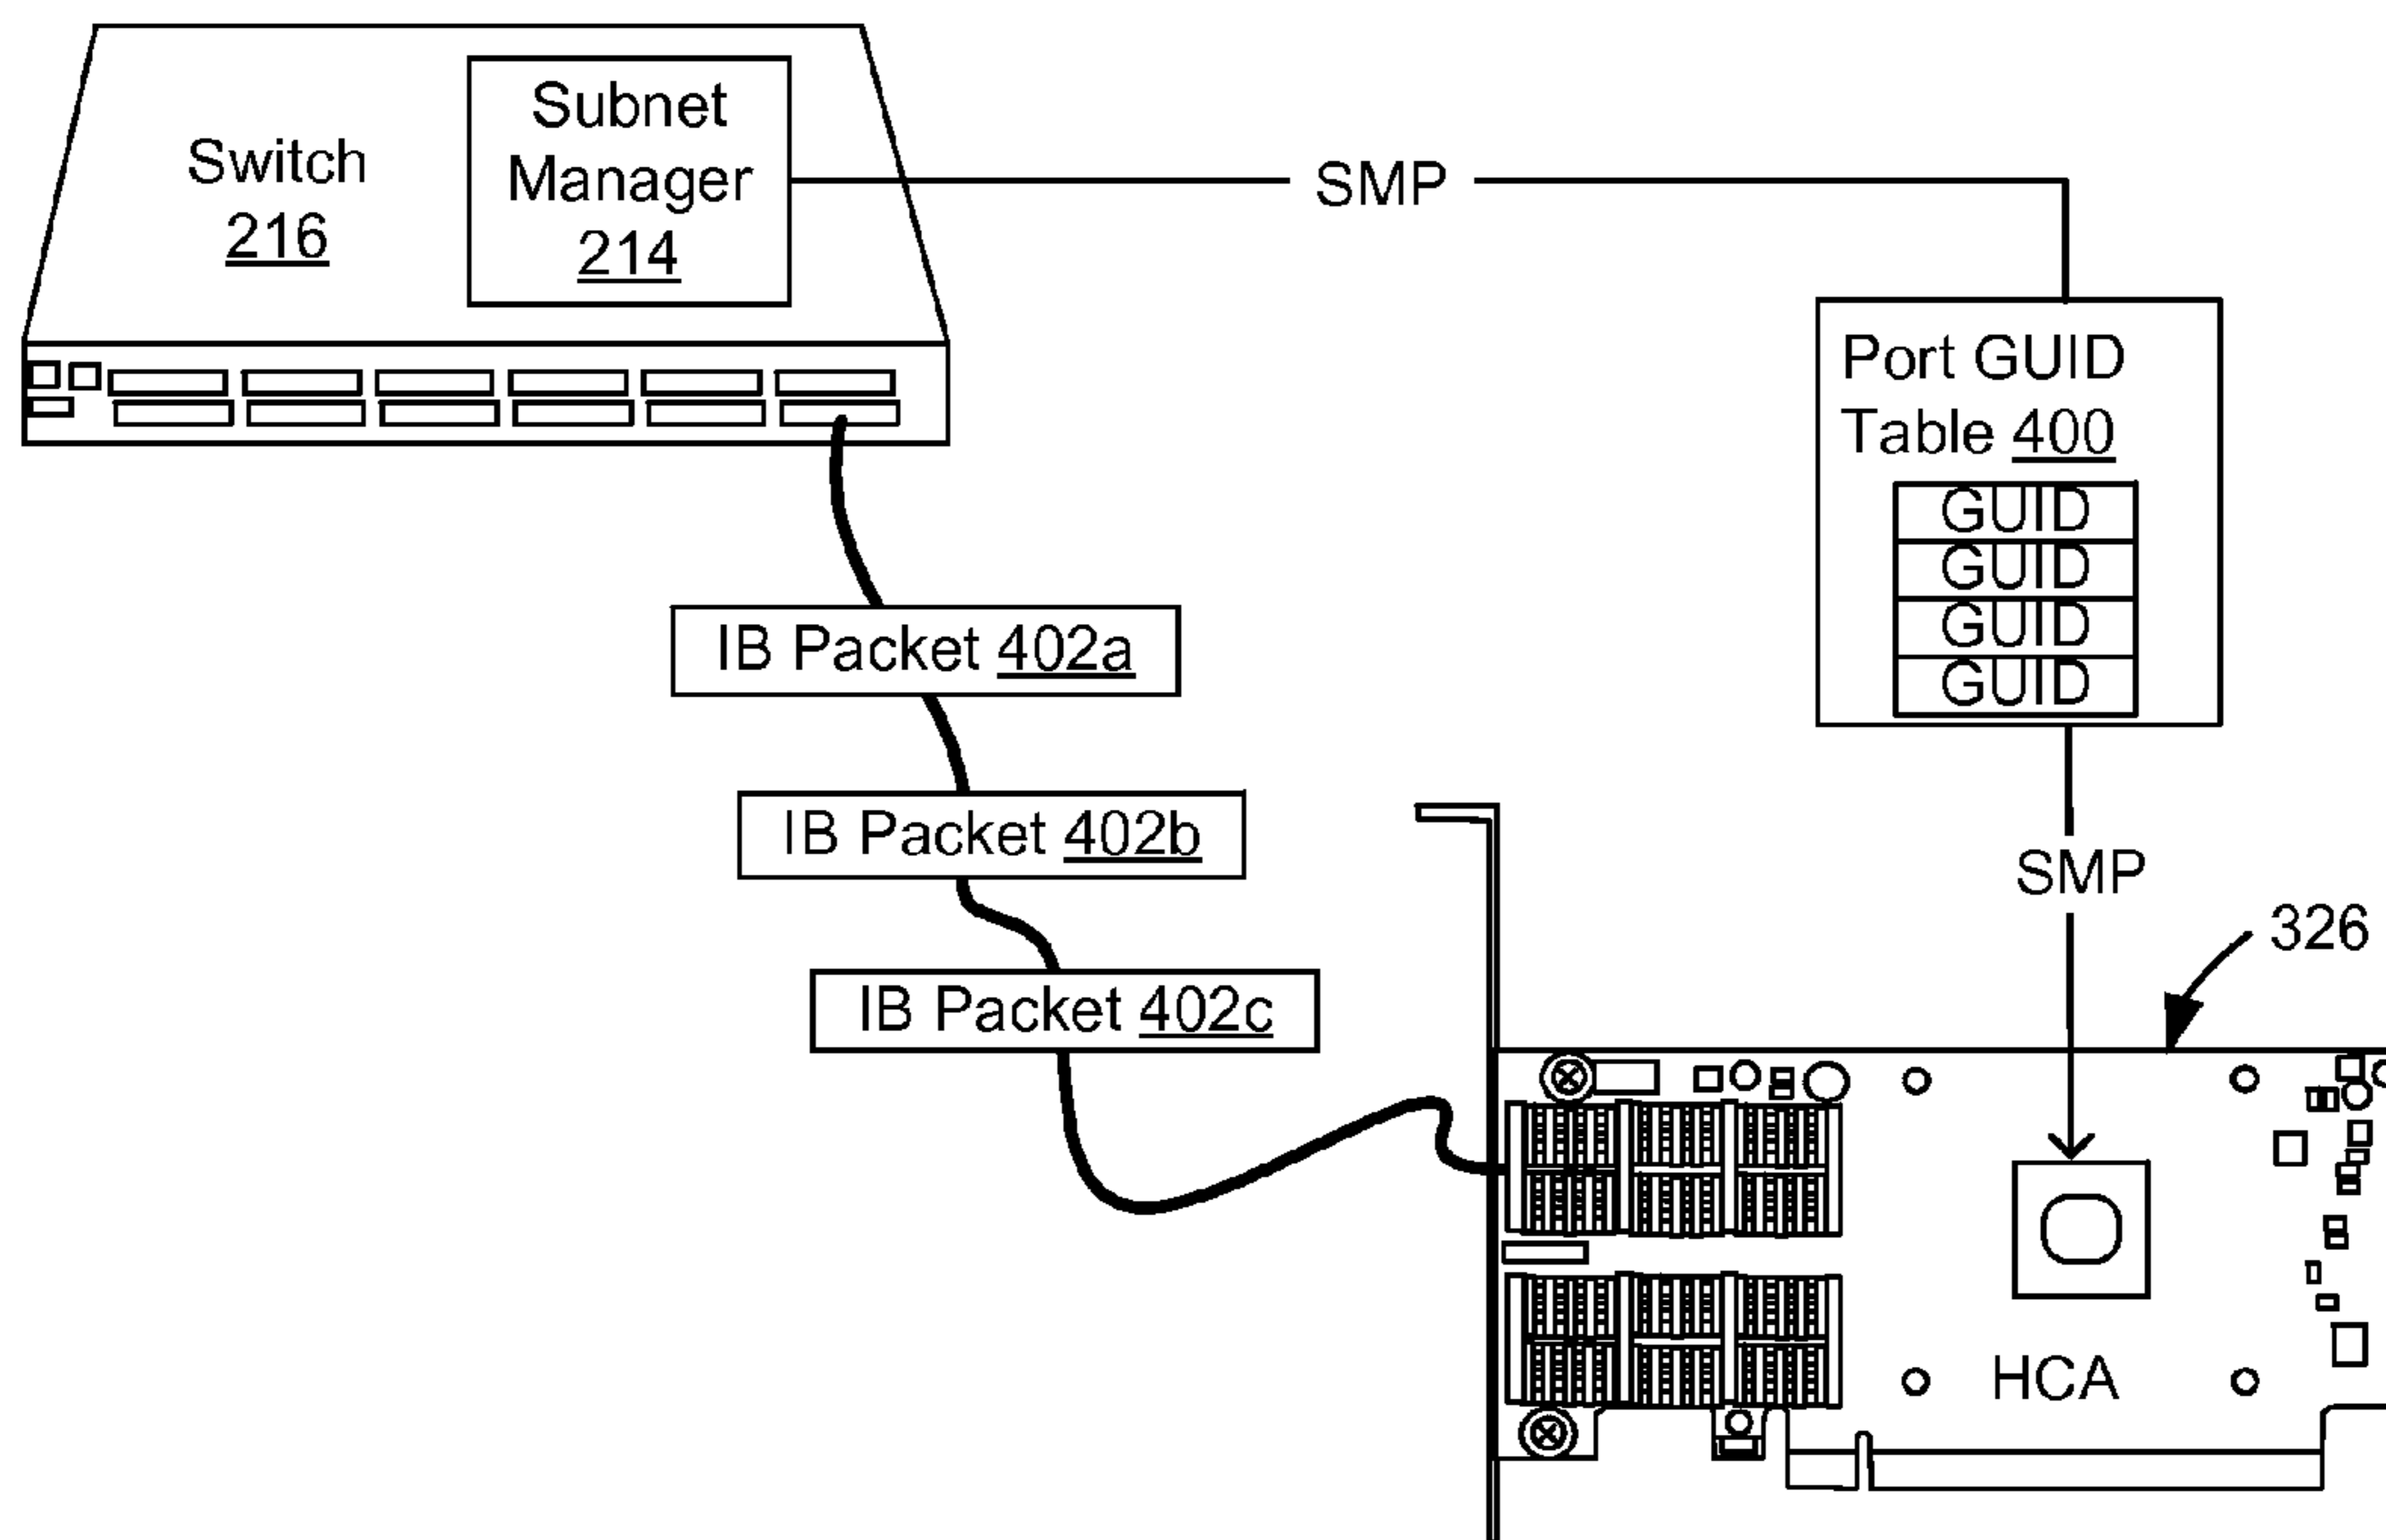 Switch
216
Subnet
Manager
214
SMP
Port GUID
Table 400
GUID
GUID
GUID
GUID
IB Packet 402a
IB Packet 402b
IB Packet 402c
SMP
326
HCA